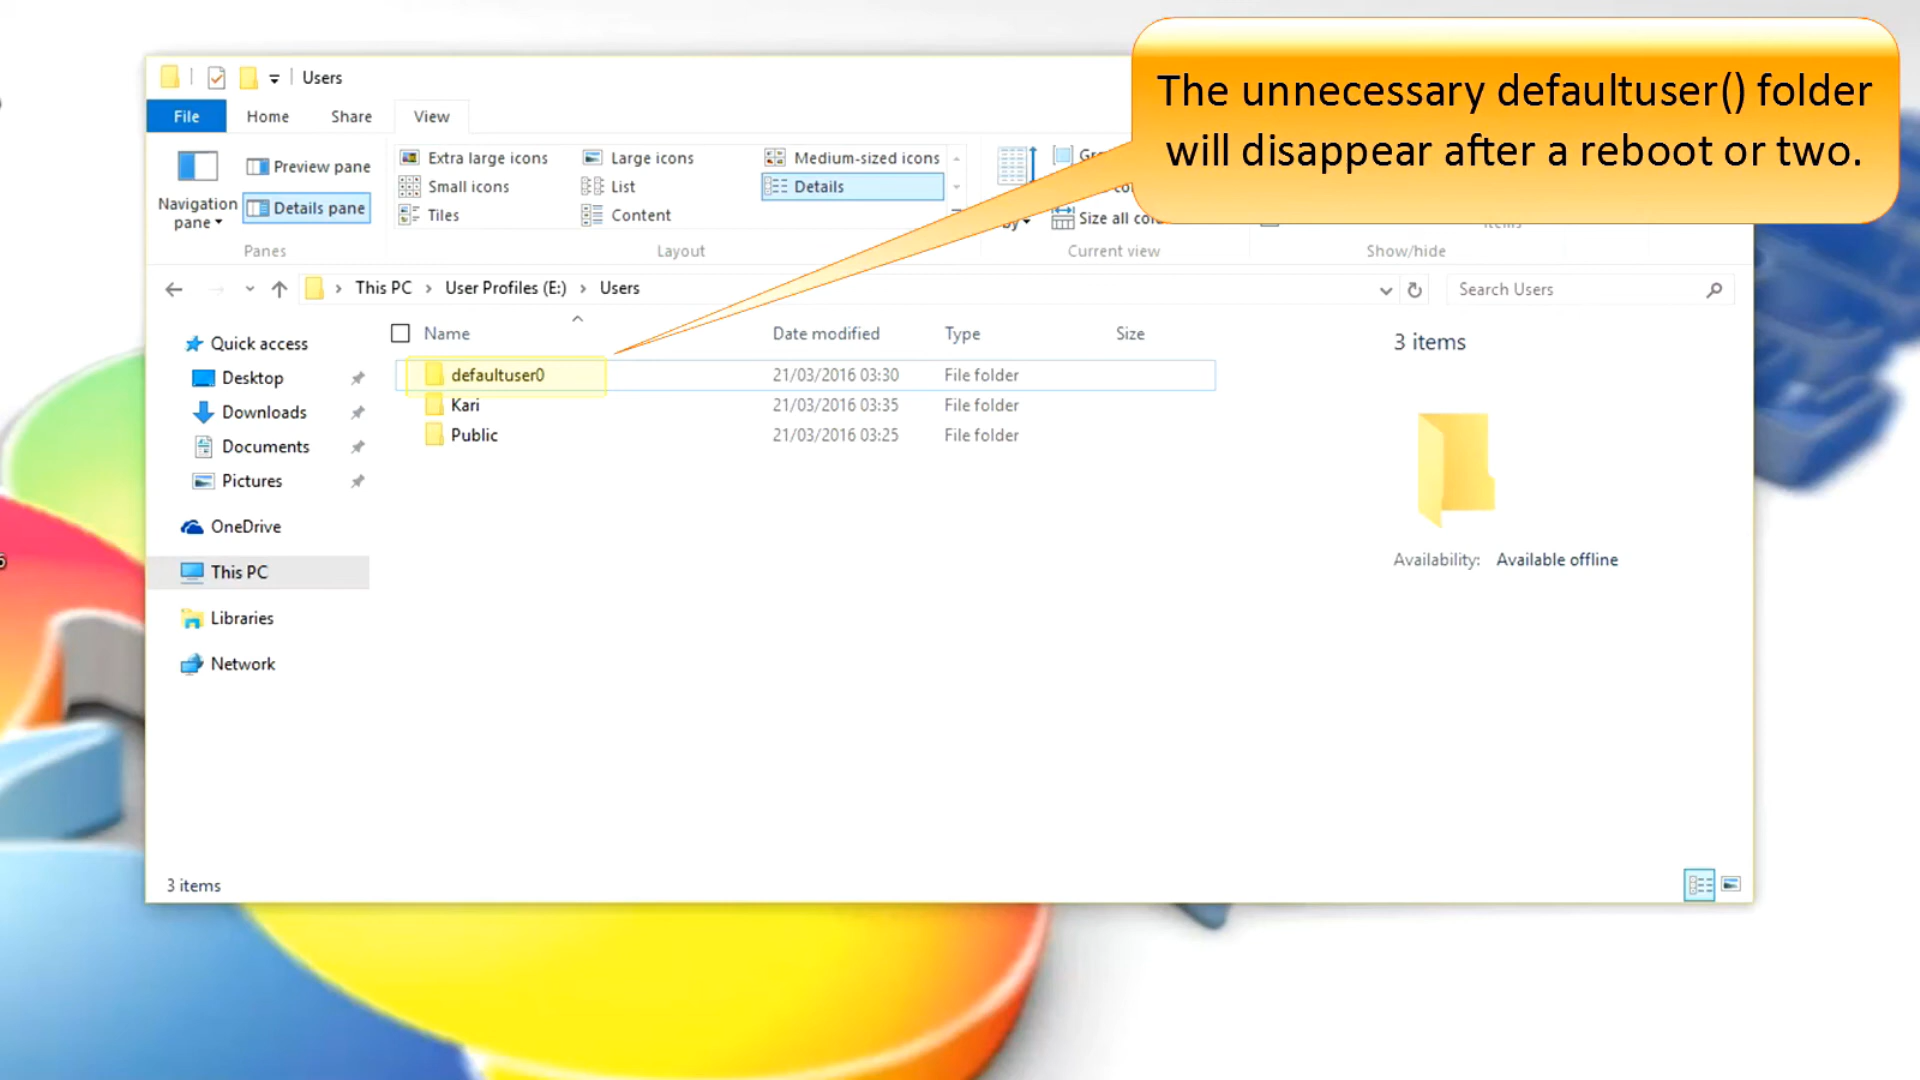 The unnecessary defaultuser() folder
will disappear after a reboot or two.
Users
File Home Share View
Navigation pane
Preview pane
Details pane
Panes
Extra large icons Large icons Medium-sized icons
Small icons List Details
Tiles Content
Layout
by
Size all
Current view
Show/hide
This PC User Profiles (E:) Users
Search Users
Name Date modified Type Size
defaultuser0 21/03/2016 03:30 File folder
Kari 21/03/2016 03:35 File folder
Public 21/03/2016 03:25 File folder
Quick access
Desktop
Downloads
Documents
Pictures
OneDrive
This PC
Libraries
Network
3 items
Availability: Available offline
3 items